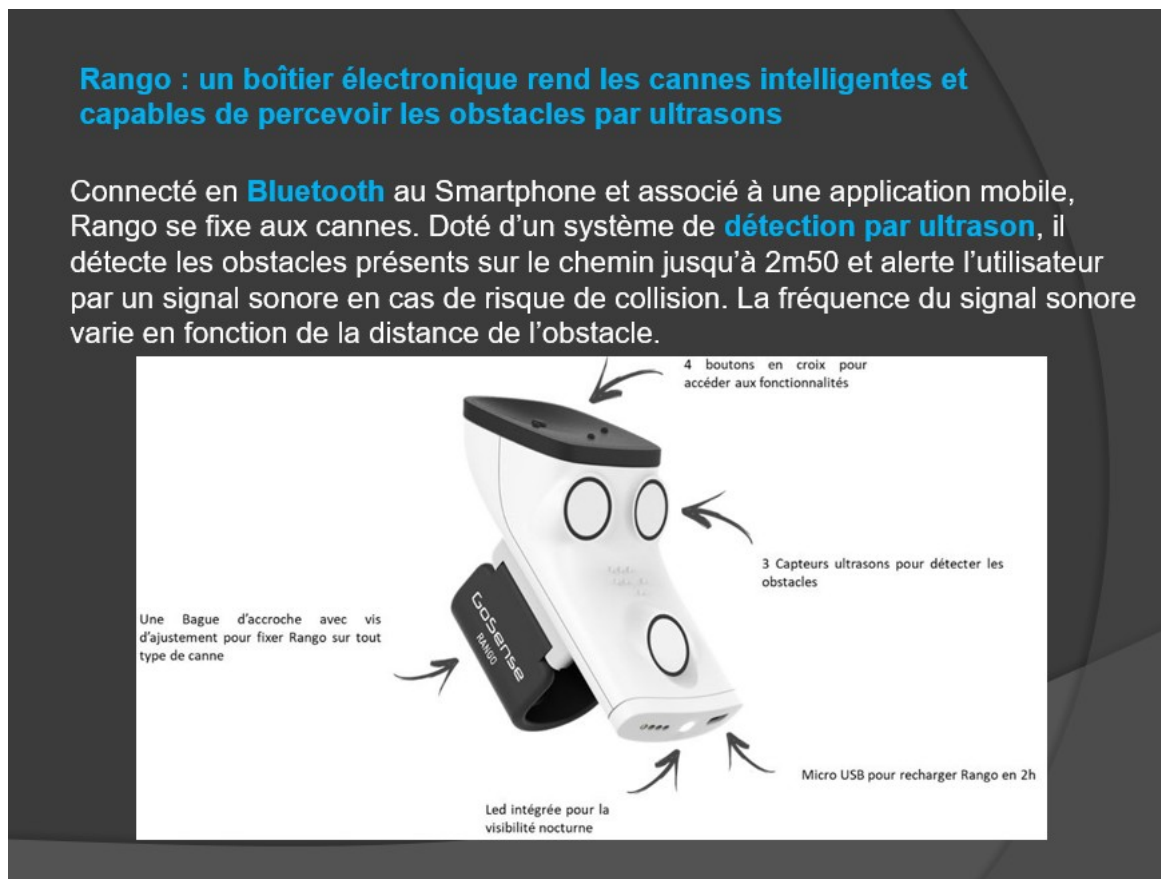 Rango : un boîtier électronique rend les cannes intelligentes et
capables de percevoir les obstacles par ultrasons
Connecté en Bluetooth au Smartphone et associé à une application mobile,
Rango se fixe aux cannes. Doté d’un système de détection par ultrason, il
détecte les obstacles présents sur le chemin jusqu’à 2m50 et alerte l’utilisateur
par un signal sonore en cas de risque de collision. La fréquence du signal sonore
varie en fonction de la distance de l’obstacle.
4 boutons en croix pour
accéder aux fonctionnalités
3 Capteurs ultrasons pour détecter les
obstacles
Une Bague d’accroche avec vis
d’ajustement pour fixer Rango sur tout
type de canne
GoSense
RANGO
Micro USB pour recharger Rango en 2h
Led intégrée pour la
visibilité nocturne